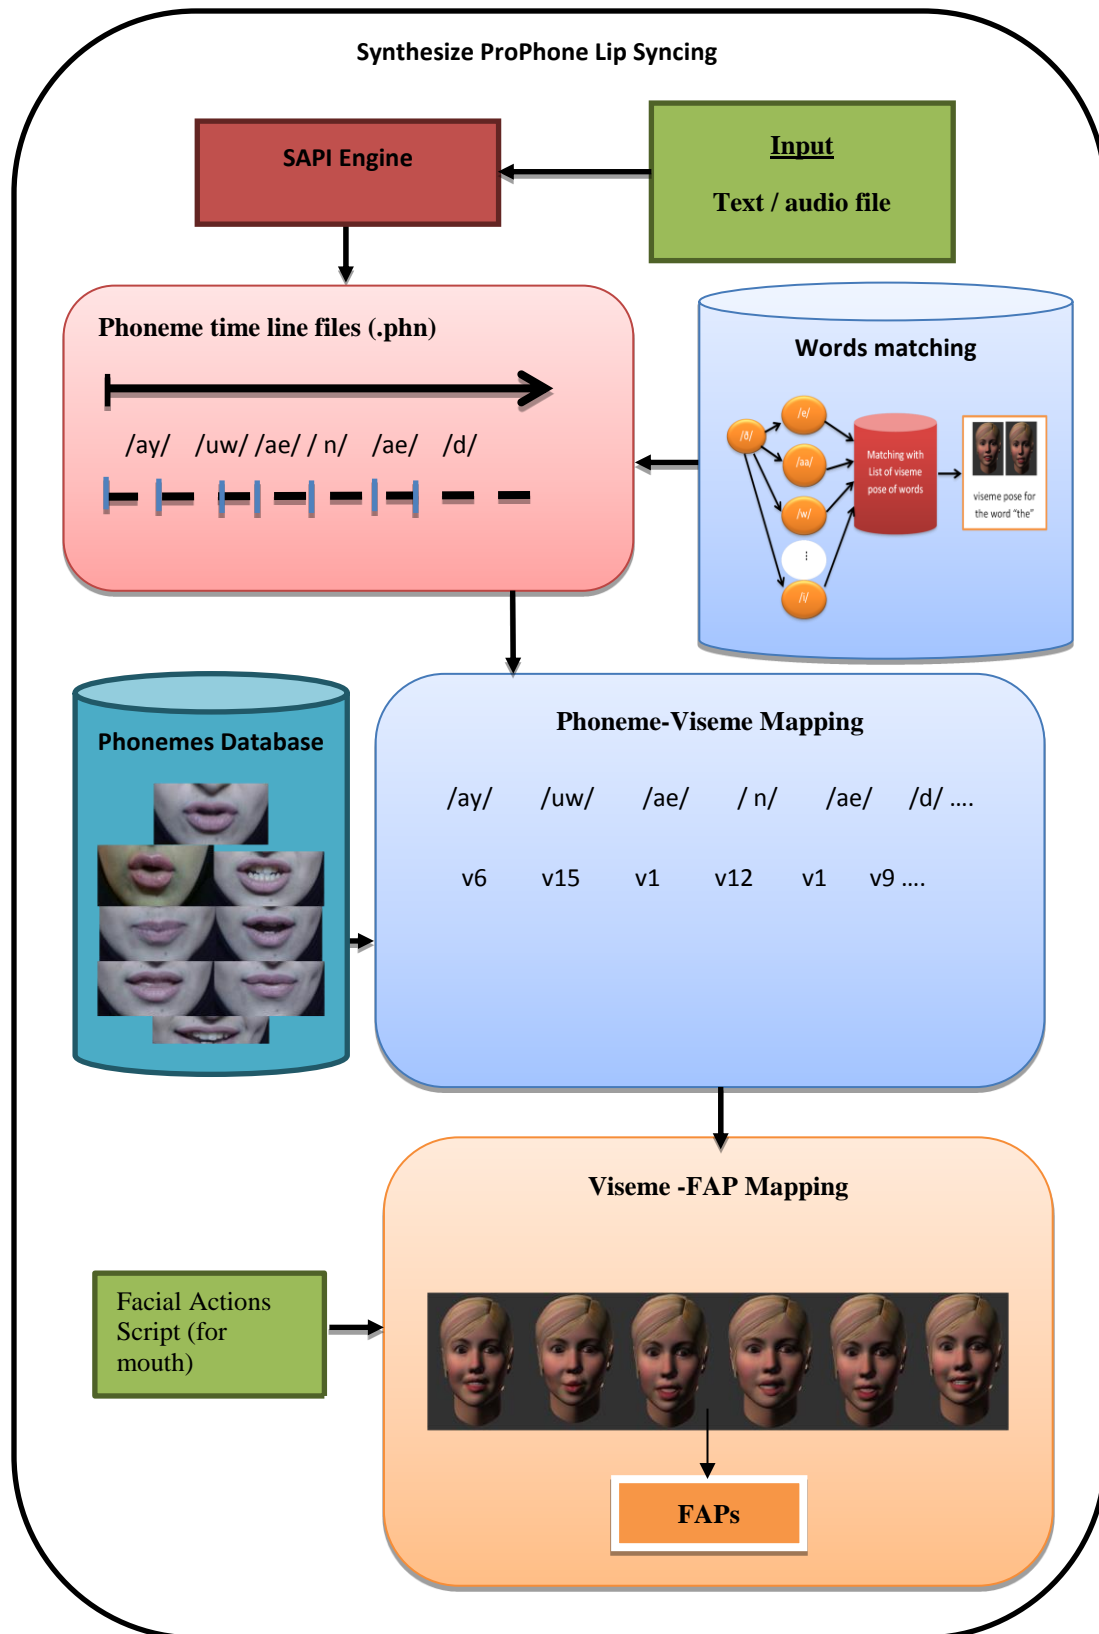 Synthesize ProPhone Lip Syncing
SAPI Engine
Input
Text / audio file
Phoneme time line files (.phn)
/ay/ /uw/ /ae/ / n/ /ae/ /d/
Words matching
/ð/
/e/
/aa/
/w/
...
/i/
Matching with
List of viseme
pose of words
viseme pose for
the word "the"
Phonemes Database
Phoneme-Viseme Mapping
/ay/ /uw/ /ae/ / n/ /ae/ /d/ ....
v6 v15 v1 v12 v1 v9 ....
Viseme -FAP Mapping
Facial Actions
Script (for
mouth)
FAPs